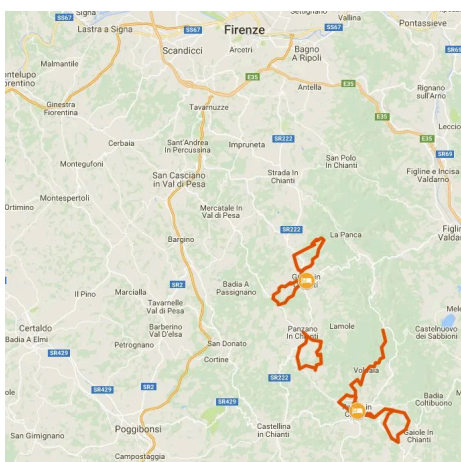 SS67
Signa
Lastra a Signa
SS67
Firenze
SS67
Vallina
Pontassieve
Scandicci
Arcetri
Bagno
A Ripoli
Malmantile
E35
Antella
Rignano
sull'Arno
Ginestra
Fiorentina
Tavarnuzze
E35
Cerbaia
Sant'Andrea
In Percussina
Impruneta
SR222
E35
Leccio
SR69
Montegufoni
San Polo
In Chianti
San Casciano
in Val di Pesa
Strada In
Chianti
Figline e Incisa
Valdarno
Montespertoli
Mercatale In
Val di Pesa
SR222
La Panca
Bargino
SR2
Badia A
Passignano
Il Pino
Marcialla
Tavarnelle
Val di Pesa
Panzano
In Chianti
Lamole
Castelnuovo
dei Sabbioni
Certaldo
Barberino
Val D'elsa
Badia A Elmi
Petrognano
San Donato
SR429
Cortine
Volpaia
SR222
SR429
SR2
SR429
Badia
Coltibuono
Poggibonsi
Castellina
in Chianti
Gaiole In
Chianti
San Gimignano
Campostaggia